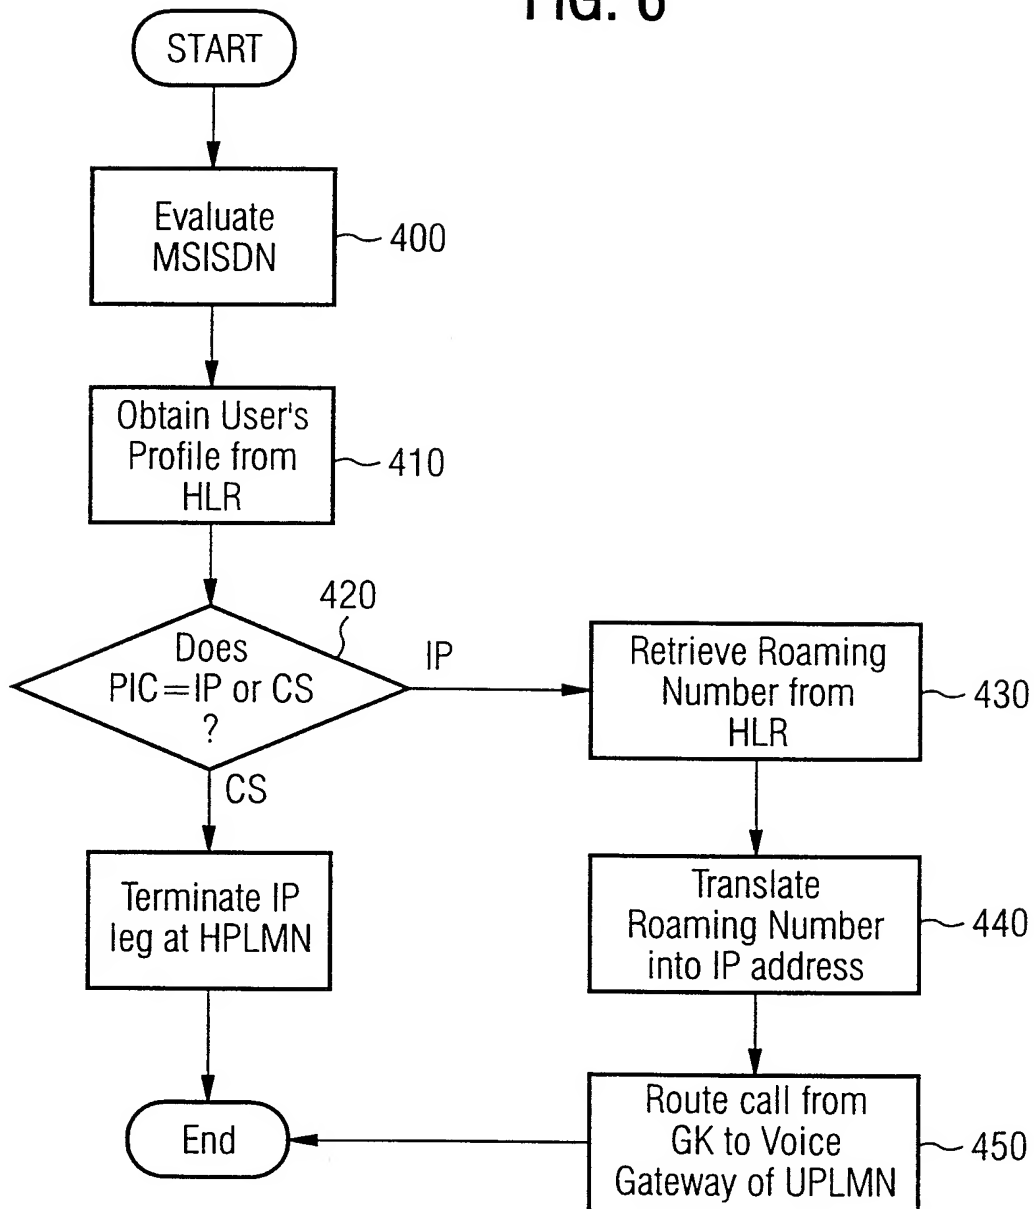 FIG. 6
START
Evaluate
MSISDN
400
Obtain User's
Profile from
HLR
410
420
Does
PIC=IP or CS
?
IP
CS
Retrieve Roaming
Number from
HLR
430
Terminate IP
leg at HPLMN
Translate
Roaming Number
into IP address
440
Route call from
GK to Voice
Gateway of UPLMN
450
End